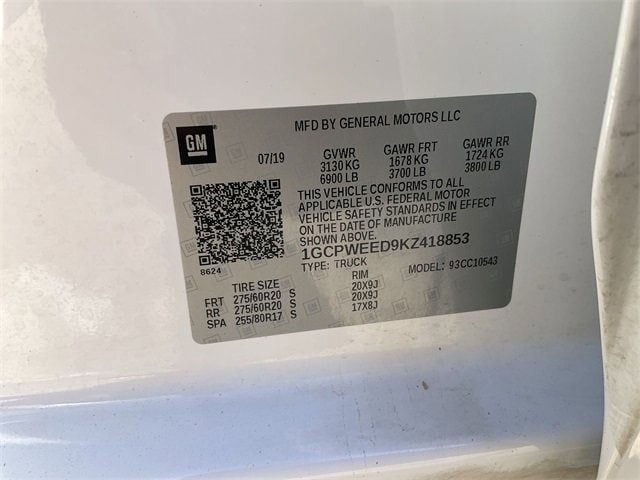 MFD BY GENERAL MOTORS LLC
GM
07/19
GVWR GAWR FRT GAWR RR
3130 KG 1678 KG 1724 KG
6900 LB 3700 LB 3800 LB
THIS VEHICLE CONFORMS TO ALL
APPLICABLE U.S. FEDERAL MOTOR
VEHICLE SAFETY STANDARDS IN EFFECT
ON THE DATE OF MANUFACTURE
SHOWN ABOVE.
1GCPWEED9KZ418853
8624
TYPE: TRUCK MODEL: 93CC10543
TIRE SIZE RIM
FRT 275/60R20 S 20X9J
RR 275/60R20 S 20X9J
SPA 255/80R17 S 17X8J